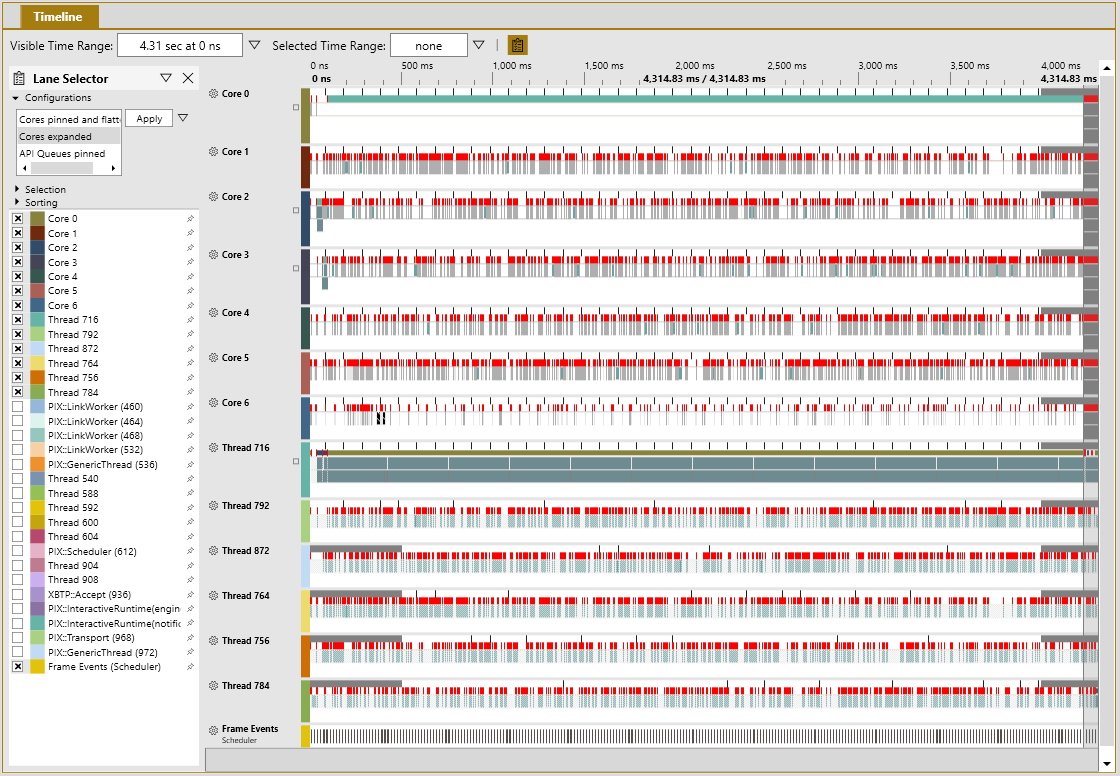 Timeline
Visible Time Range: 4.31 sec at 0 ns Selected Time Range: none
Lane Selector
Configurations
Cores pinned and flatte
Cores expanded
API Queues pinned
Apply
Selection
Sorting
Core 0
Core 1
Core 2
Core 3
Core 4
Core 5
Core 6
Thread 716
Thread 792
Thread 872
Thread 764
Thread 756
Thread 784
PIX::LinkWorker (460)
PIX::LinkWorker (464)
PIX::LinkWorker (468)
PIX::LinkWorker (532)
PIX::GenericThread (536)
Thread 540
Thread 588
Thread 592
Thread 600
Thread 604
PIX::Scheduler (612)
Thread 904
Thread 908
XBTP::Accept (936)
PIX::InteractiveRuntime(engin
PIX::InteractiveRuntime(notific
PIX::Transport (968)
PIX::GenericThread (972)
Frame Events (Scheduler)
0 ns 500 ms 1,000 ms 1,500 ms 2,000 ms 2,500 ms 3,000 ms 3,500 ms 4,000 ms
0 ns 4,314.83 ms / 4,314.83 ms 4,314.83 ms
Core 0
Core 1
Core 2
Core 3
Core 4
Core 5
Core 6
Thread 716
Thread 792
Thread 872
Thread 764
Thread 756
Thread 784
Frame Events
Scheduler